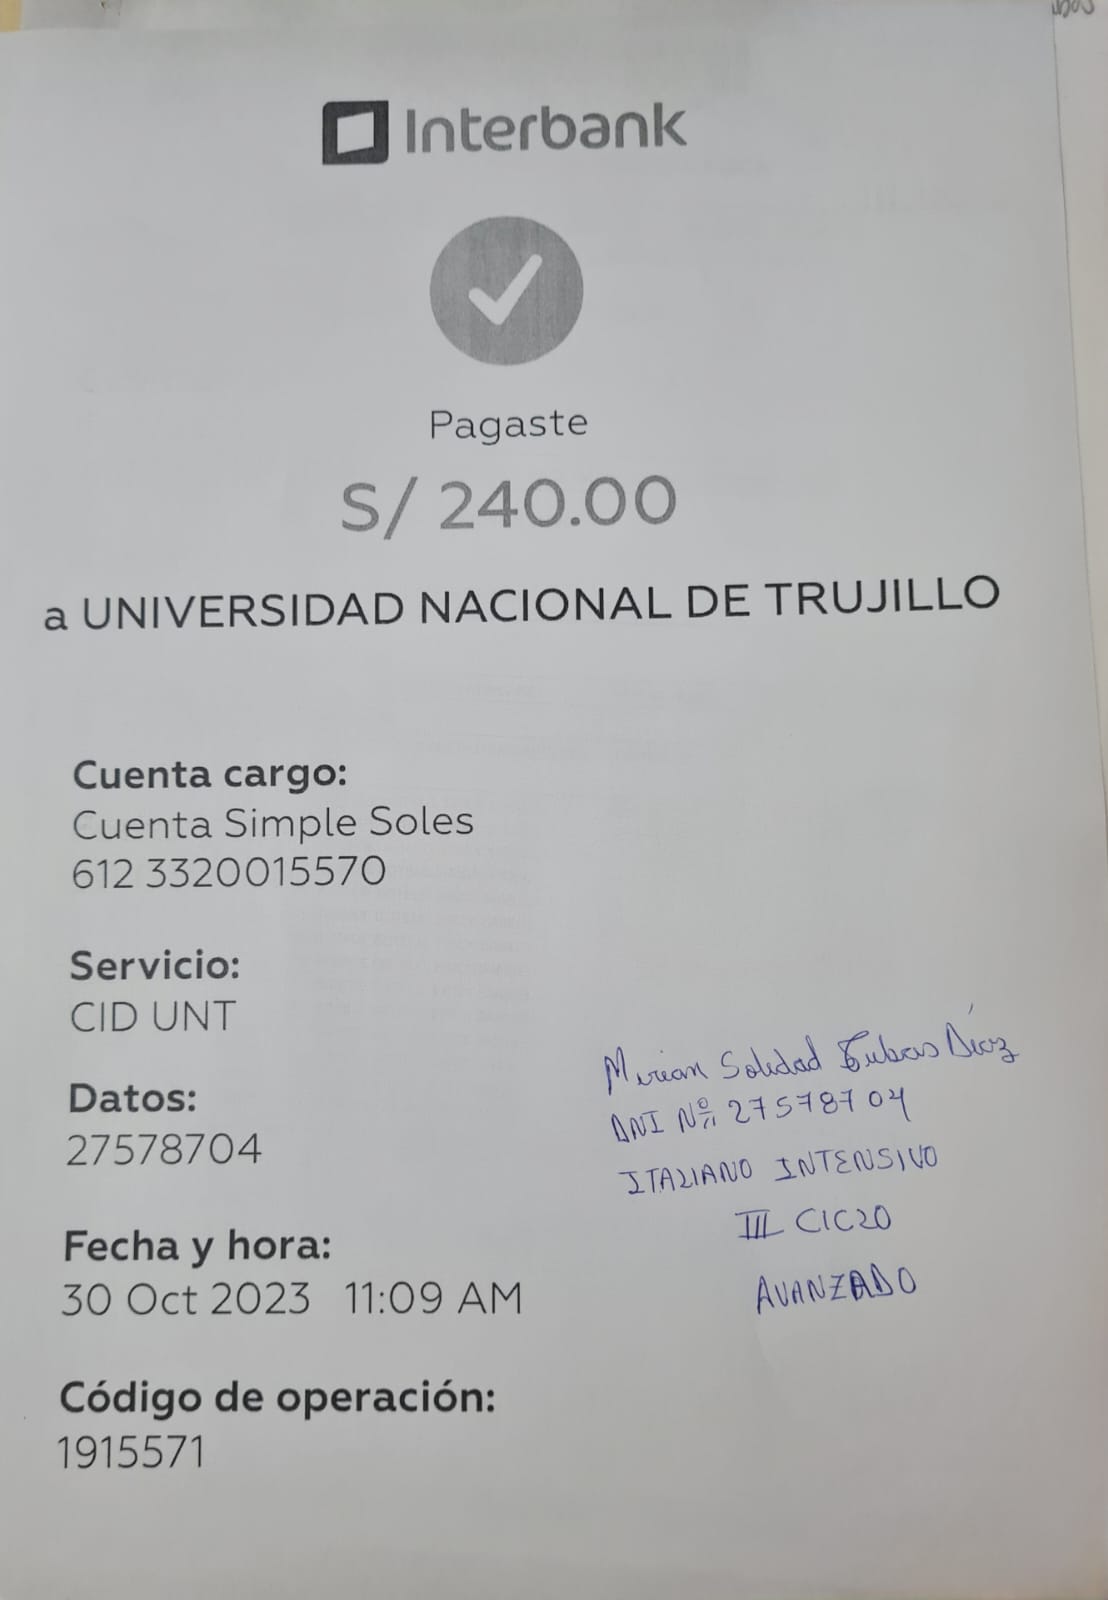 Interbank
Pagaste
S/ 240.00
a UNIVERSIDAD NACIONAL DE TRUJILLO
Cuenta cargo:
Cuenta Simple Soles
612 3320015570
Servicio:
CID UNT
Datos:
27578704
Fecha y hora:
30 Oct 2023 11:09 AM
Código de operación:
1915571
Mirian Soledad Díaz
DNI Nº 27578704
ITALIANO INTENSIVO
III CICLO
AVANZADO